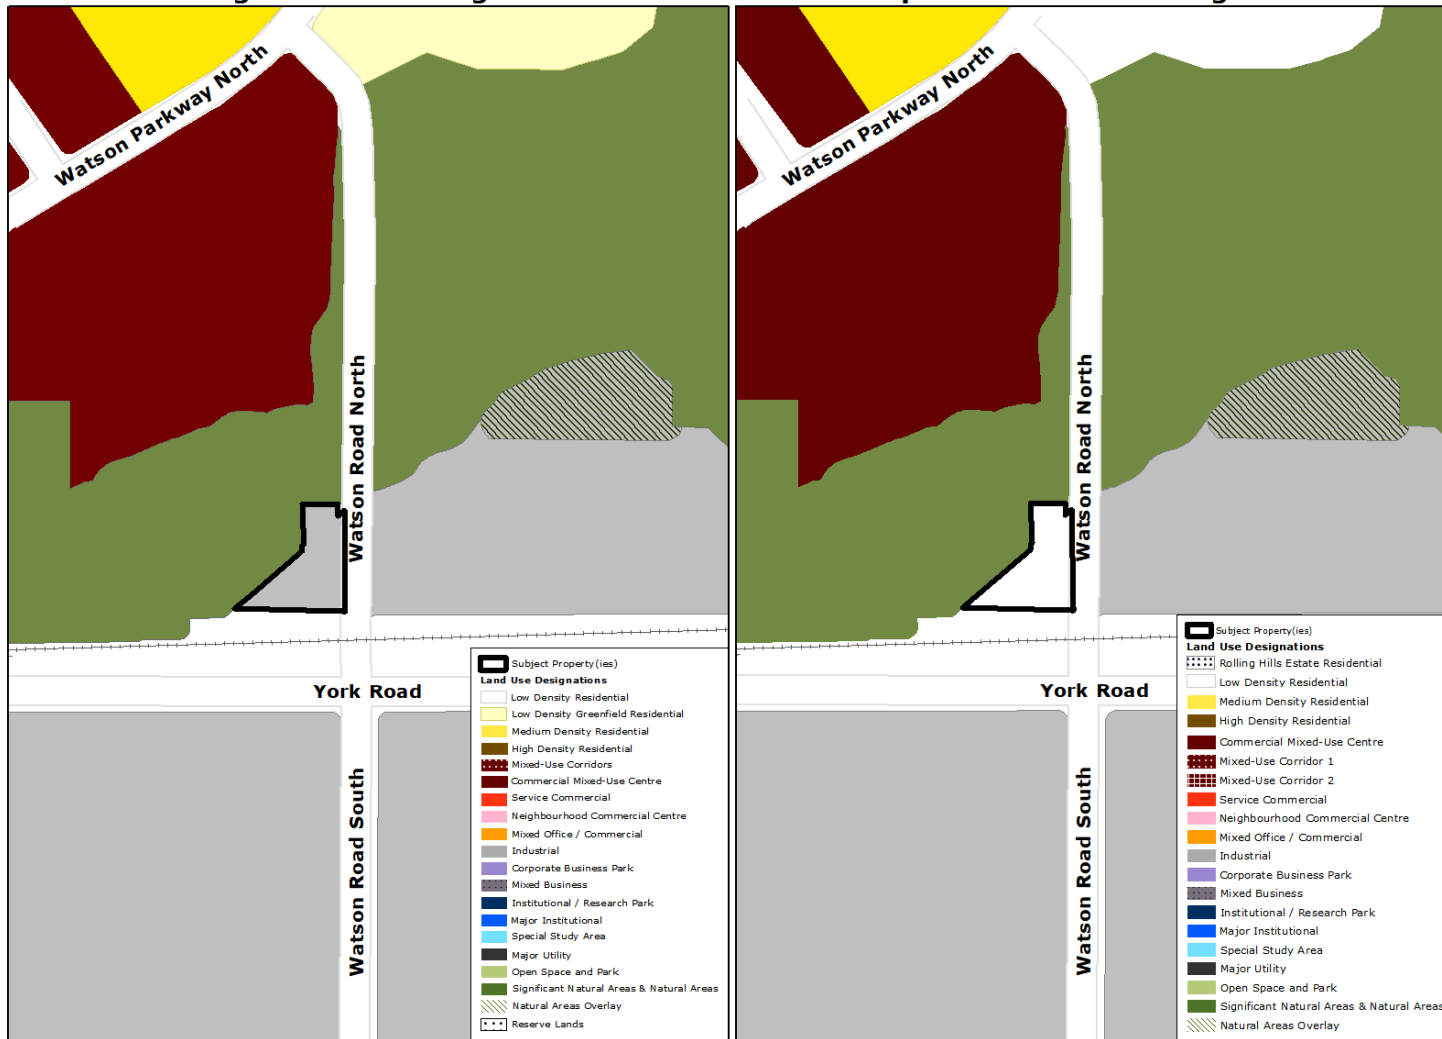 Watson Parkway North
Watson Road North
York Road
Watson Road South
Subject Property(ies)
Land Use Designations
Low Density Residential
Low Density Greenfield Residential
Medium Density Residential
High Density Residential
Mixed-Use Corridors
Commercial Mixed-Use Centre
Service Commercial
Neighbourhood Commercial Centre
Mixed Office / Commercial
Industrial
Corporate Business Park
Mixed Business
Institutional / Research Park
Major Institutional
Special Study Area
Major Utility
Open Space and Park
Significant Natural Areas & Natural Areas
Natural Areas Overlay
Reserve Lands
Watson Parkway North
Watson Road North
York Road
Watson Road South
Subject Property(ies)
Land Use Designations
Rolling Hills Estate Residential
Low Density Residential
Medium Density Residential
High Density Residential
Commercial Mixed-Use Centre
Mixed-Use Corridor 1
Mixed-Use Corridor 2
Service Commercial
Neighbourhood Commercial Centre
Mixed Office / Commercial
Industrial
Corporate Business Park
Mixed Business
Institutional / Research Park
Major Institutional
Special Study Area
Major Utility
Open Space and Park
Significant Natural Areas & Natural Areas
Natural Areas Overlay